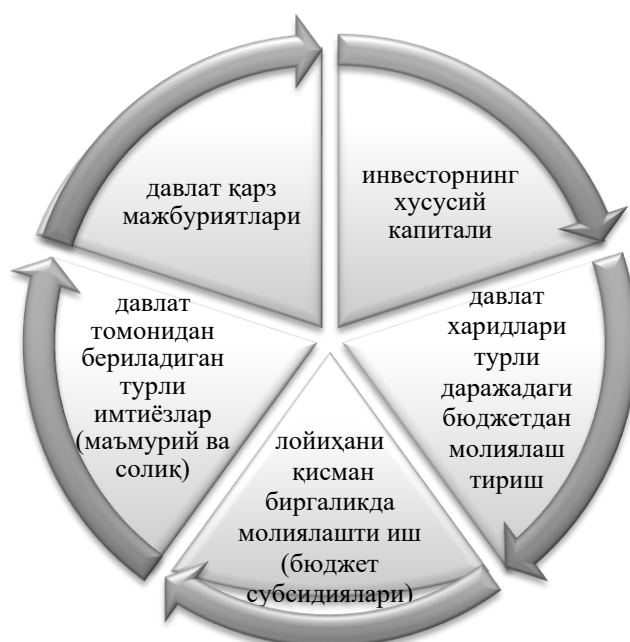 инвесторнинг
хусусий
капитали
давлат
харидлари
турли
даражадаги
бюджетдан
молиялаш
тириш
лойиҳани
қисман
биргаликда
молиялашти иш
(бюджет
субсидиялари)
давлат
томонидан
бериладиган
турли
имтиёзлар
(маъмурий ва
солиқ)
давлат қарз
мажбуриятлари